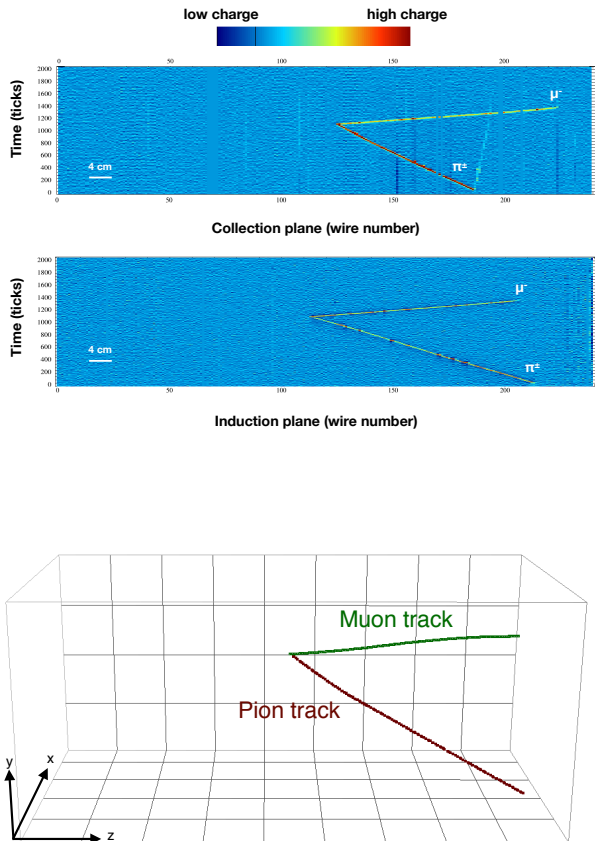 low charge high charge
0 50 100 150 200
Time (ticks)
2000
1800
1600
1400
1200
1000
800
600
400
200
0
μ-
π±
4 cm
0 50 100 150 200
Collection plane (wire number)
Time (ticks)
2000
1800
1600
1400
1200
1000
800
600
400
200
0
μ-
π±
4 cm
0 50 100 150 200
Induction plane (wire number)
Muon track
Pion track
y
x
z